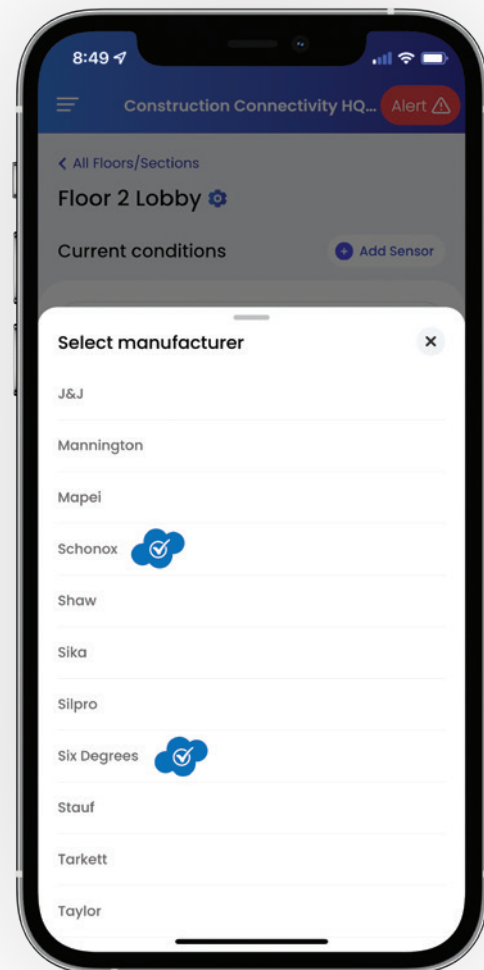 8:49
Construction Connectivity HQ... Alert
All Floors/Sections
Floor 2 Lobby
Current conditions
Add Sensor
Select manufacturer
J&J
Mannington
Mapei
Schonox
Shaw
Sika
Silpro
Six Degrees
Stauf
Tarkett
Taylor